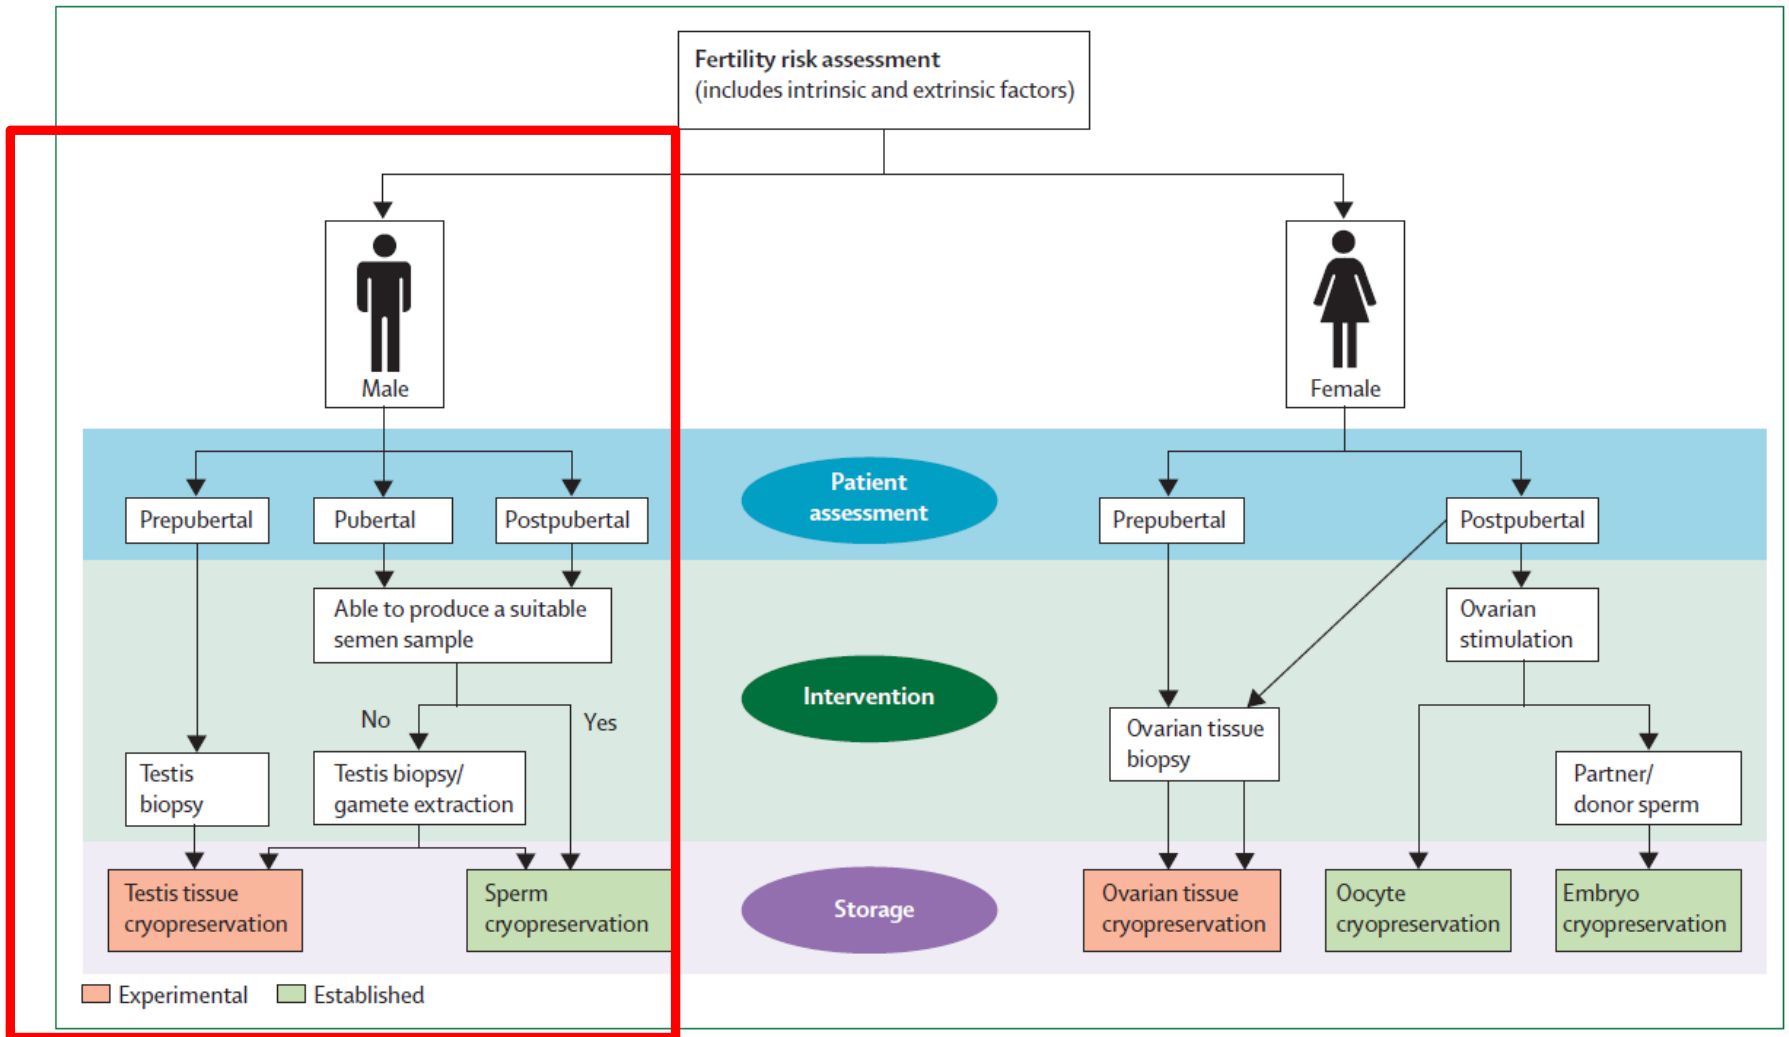 Fertility risk assessment
(includes intrinsic and extrinsic factors)
Male
Female
Patient
assessment
Prepubertal
Pubertal
Postpubertal
Prepubertal
Postpubertal
Able to produce a suitable
semen sample
Ovarian
stimulation
Intervention
No
Yes
Ovarian tissue
biopsy
Testis
biopsy
Testis biopsy/
gamete extraction
Partner/
donor sperm
Testis tissue
cryopreservation
Sperm
cryopreservation
Storage
Ovarian tissue
cryopreservation
Oocyte
cryopreservation
Embryo
cryopreservation
Experimental
Established